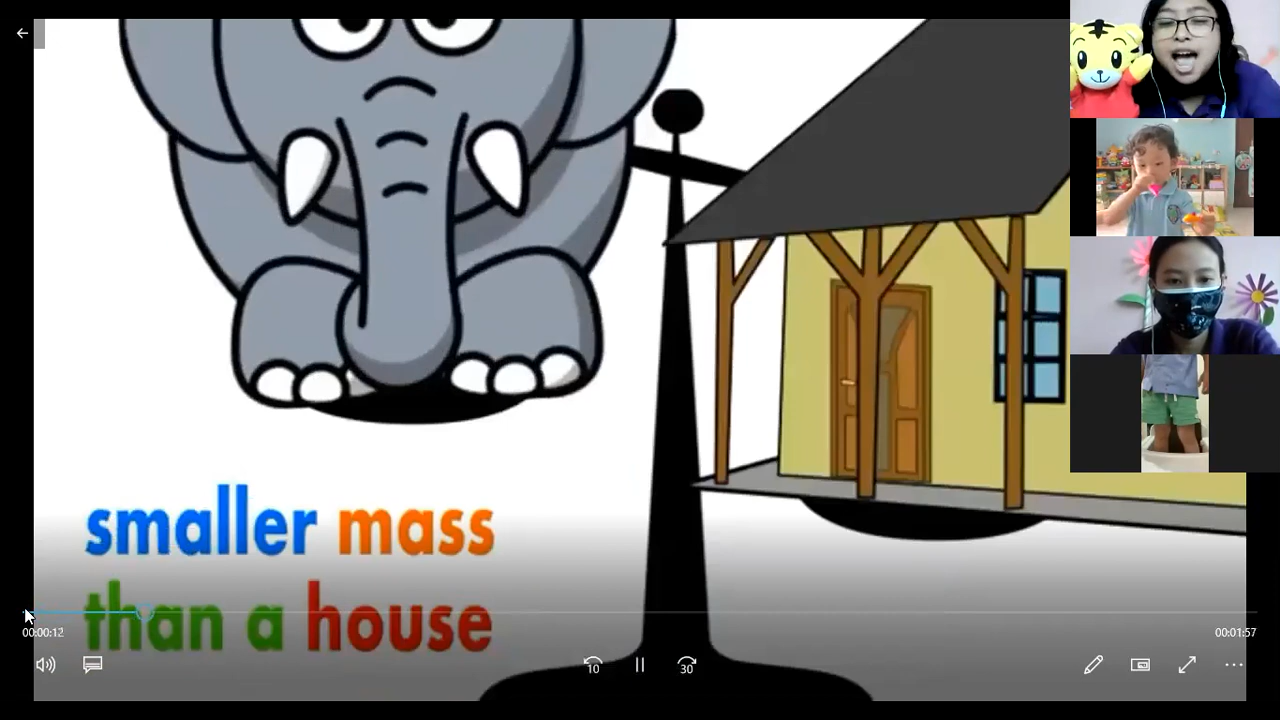 smaller mass
than a house
00:00:12
00:01:57
10
30